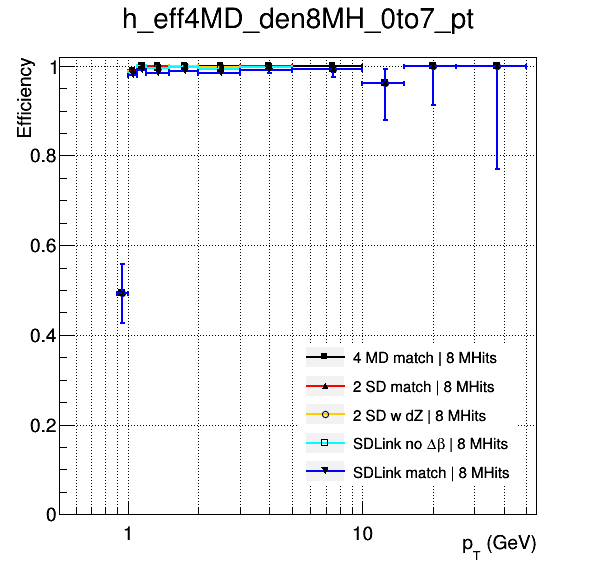 h_eff4MD_den8MH_0to7_pt
Efficiency
1
0.8
0.6
0.4
0.2
0
4 MD match | 8 MHits
2 SD match | 8 MHits
2 SD w dZ | 8 MHits
SDLink no Δβ | 8 MHits
SDLink match | 8 MHits
1
10
p_T (GeV)